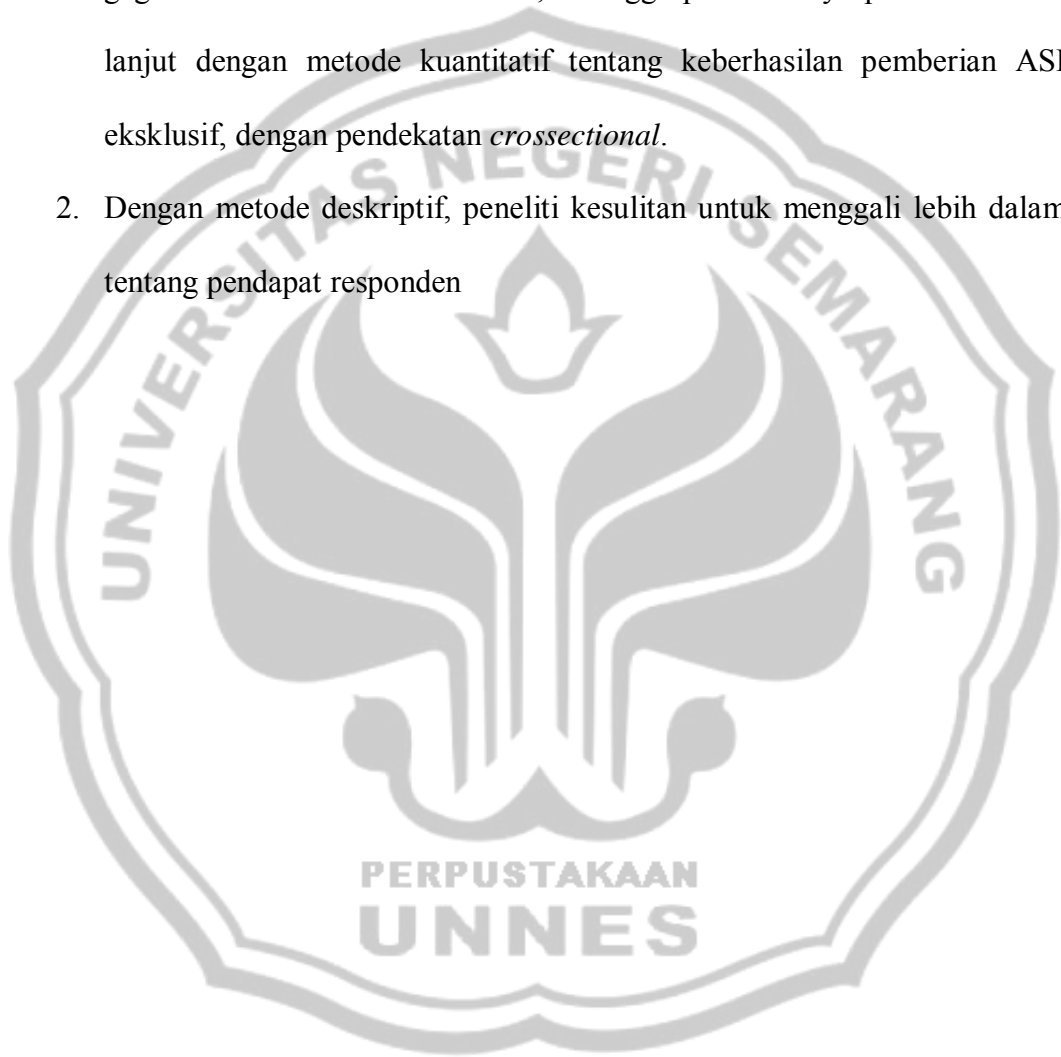 lanjut dengan metode kuantitatif tentang keberhasilan pemberian ASI
eksklusif, dengan pendekatan crossectional.
2. Dengan metode deskriptif, peneliti kesulitan untuk menggali lebih dalam
tentang pendapat responden
UNIVERSITAS NEGERI SEMARANG
PERPUSTAKAAN
UNNES